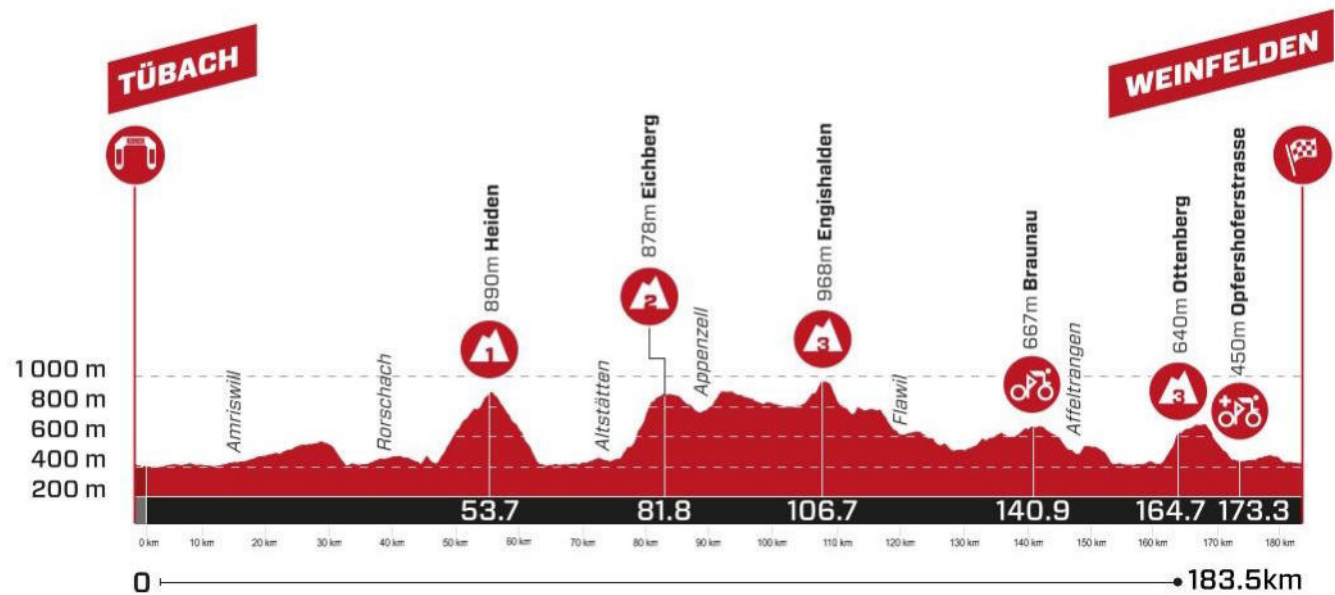 TÜBACH
WEINFELDEN
890m Heiden
878m Eichberg
968m Engishalden
667m Braunau
640m Ottenberg
450m Opfershoferstrasse
1
2
3
3
Amriswill
Rorschach
Altstätten
Appenzell
Flawil
Affeltrangen
1 000 m
800 m
600 m
400 m
200 m
53.7 81.8 106.7 140.9 164.7 173.3
0 km 10 km 20 km 30 km 40 km 50 km 60 km 70 km 80 km 90 km 100 km 110 km 120 km 130 km 140 km 150 km 160 km 170 km 180 km
0 183.5km